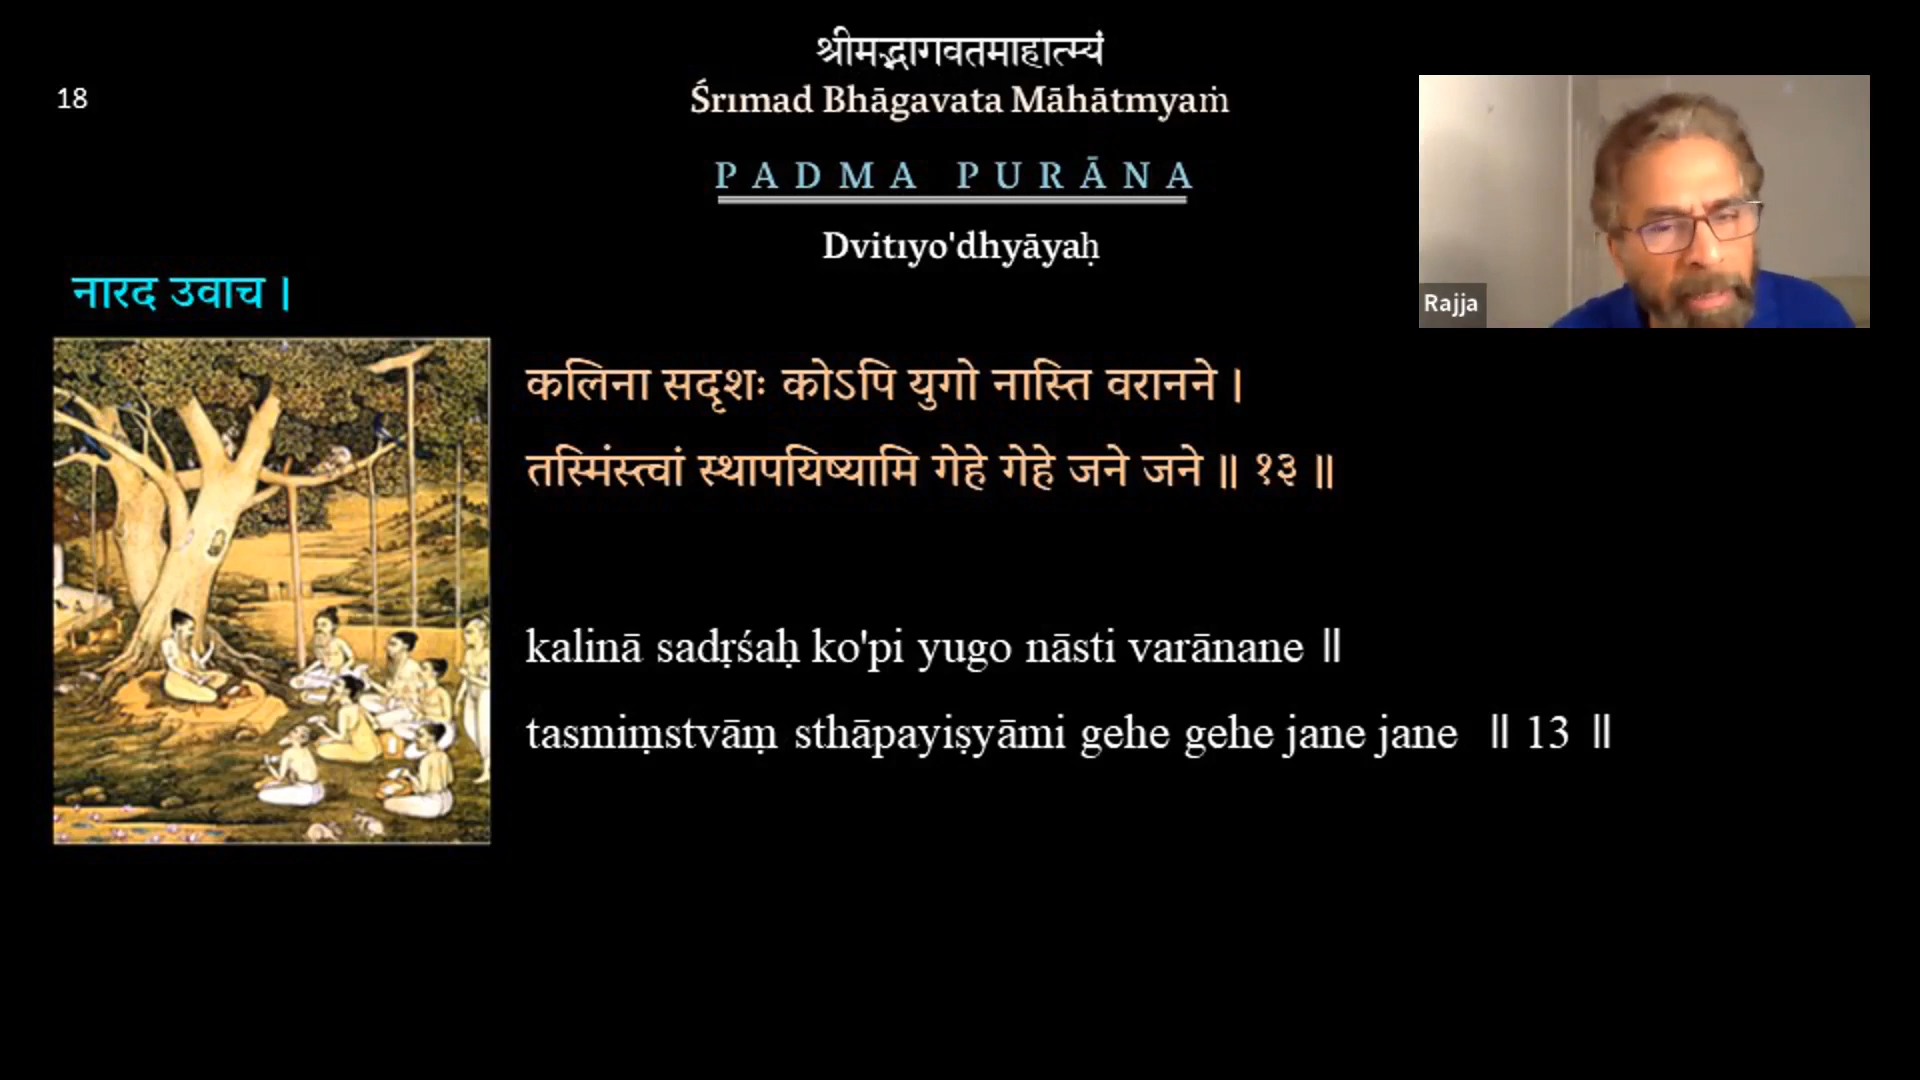 श्रीमद्भागवतमाहात्म्यं
18
Śrımad Bhāgavata Māhātmyaṁ
PADMA PURĀNA
Dvitıyo'dhyāyaḥ
Rajja
नारद उवाच ।
कलिना सदृशः कोऽपि युगो नास्ति वरानने ।
तस्मिंस्त्वां स्थापयिष्यामि गेहे गेहे जने जने ॥ १३ ॥
kalinā sadṛśaḥ ko'pi yugo nāsti varānane ॥
tasmiṃstvāṃ sthāpayiṣyāmi gehe gehe jane jane ॥ 13 ॥